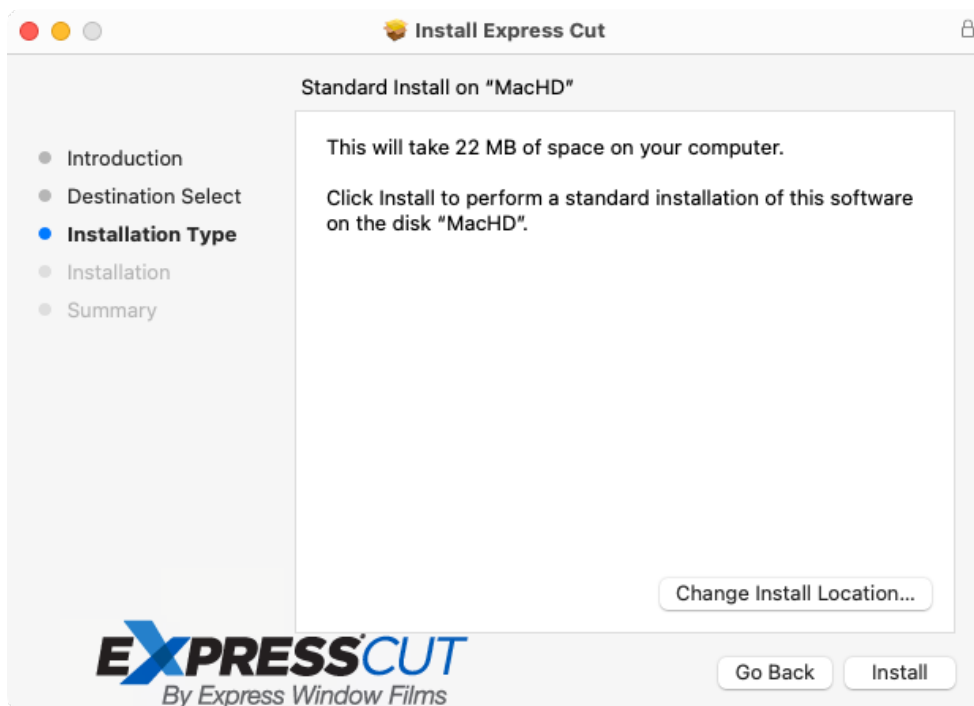 Install Express Cut
Standard Install on “MacHD”
Introduction
Destination Select
Installation Type
Installation
Summary
This will take 22 MB of space on your computer.
Click Install to perform a standard installation of this software
on the disk “MacHD”.
Change Install Location...
EXPRESSCUT
By Express Window Films
Go Back
Install